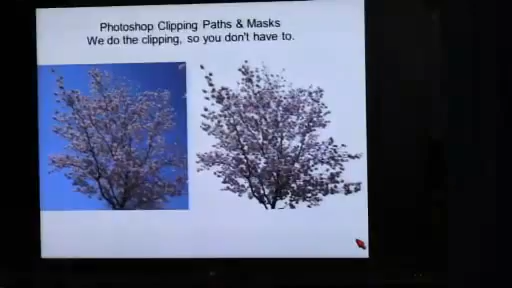 Photoshop Clipping Paths & Masks
We do the clipping, so you don't have to.